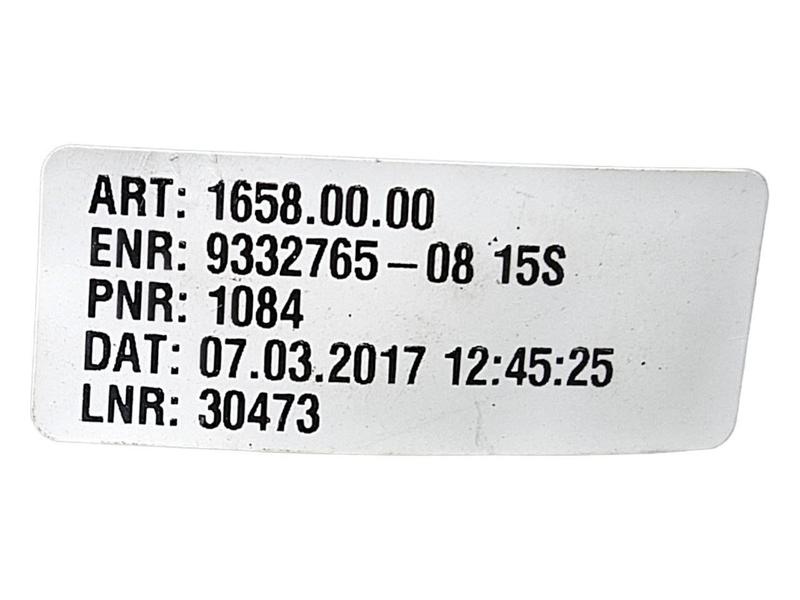 ART: 1658.00.00
ENR: 9332765-08 15S
PNR: 1084
DAT: 07.03.2017 12:45:25
LNR: 30473